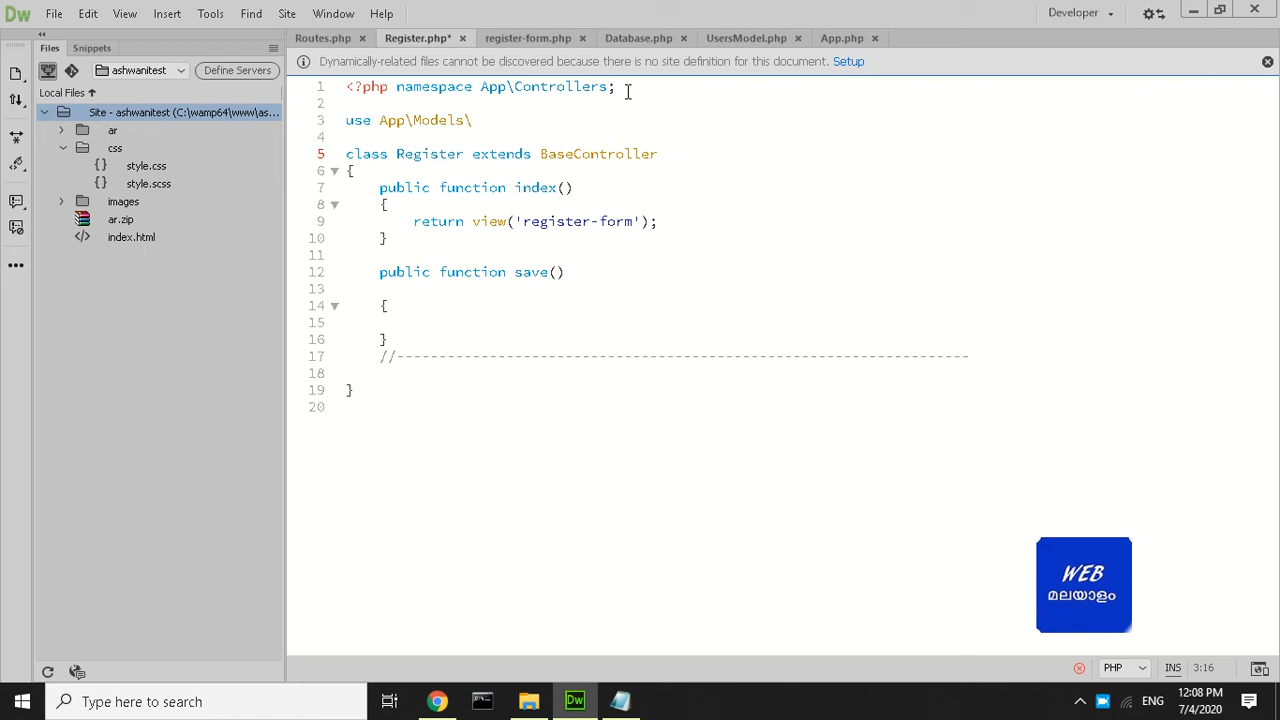 Dw File Edit View Insert Tools Find Site Window Help Developer
Files Snippets
Routes.php Register.php* register-form.php Database.php UsersModel.php App.php
Dynamically-related files cannot be discovered because there is no site definition for this document. Setup
ashwanitest Define Servers
Local Files
Site - ashwanitest (C:\wamp64\www\as...
ar
css
style.css
style.scss
images
ar.zip
index.html
1 <?php namespace App\Controllers;
2
3 use App\Models\
4
5 class Register extends BaseController
6 {
7 public function index()
8 {
9 return view('register-form');
10 }
11
12 public function save()
13
14 {
15
16 }
17 //--------------------------------------------------------------------
18
19 }
20
WEB
മലയാളം
PHP INS 3:16
Type here to search
Dw
ENG
12:08 PM
7/4/2020